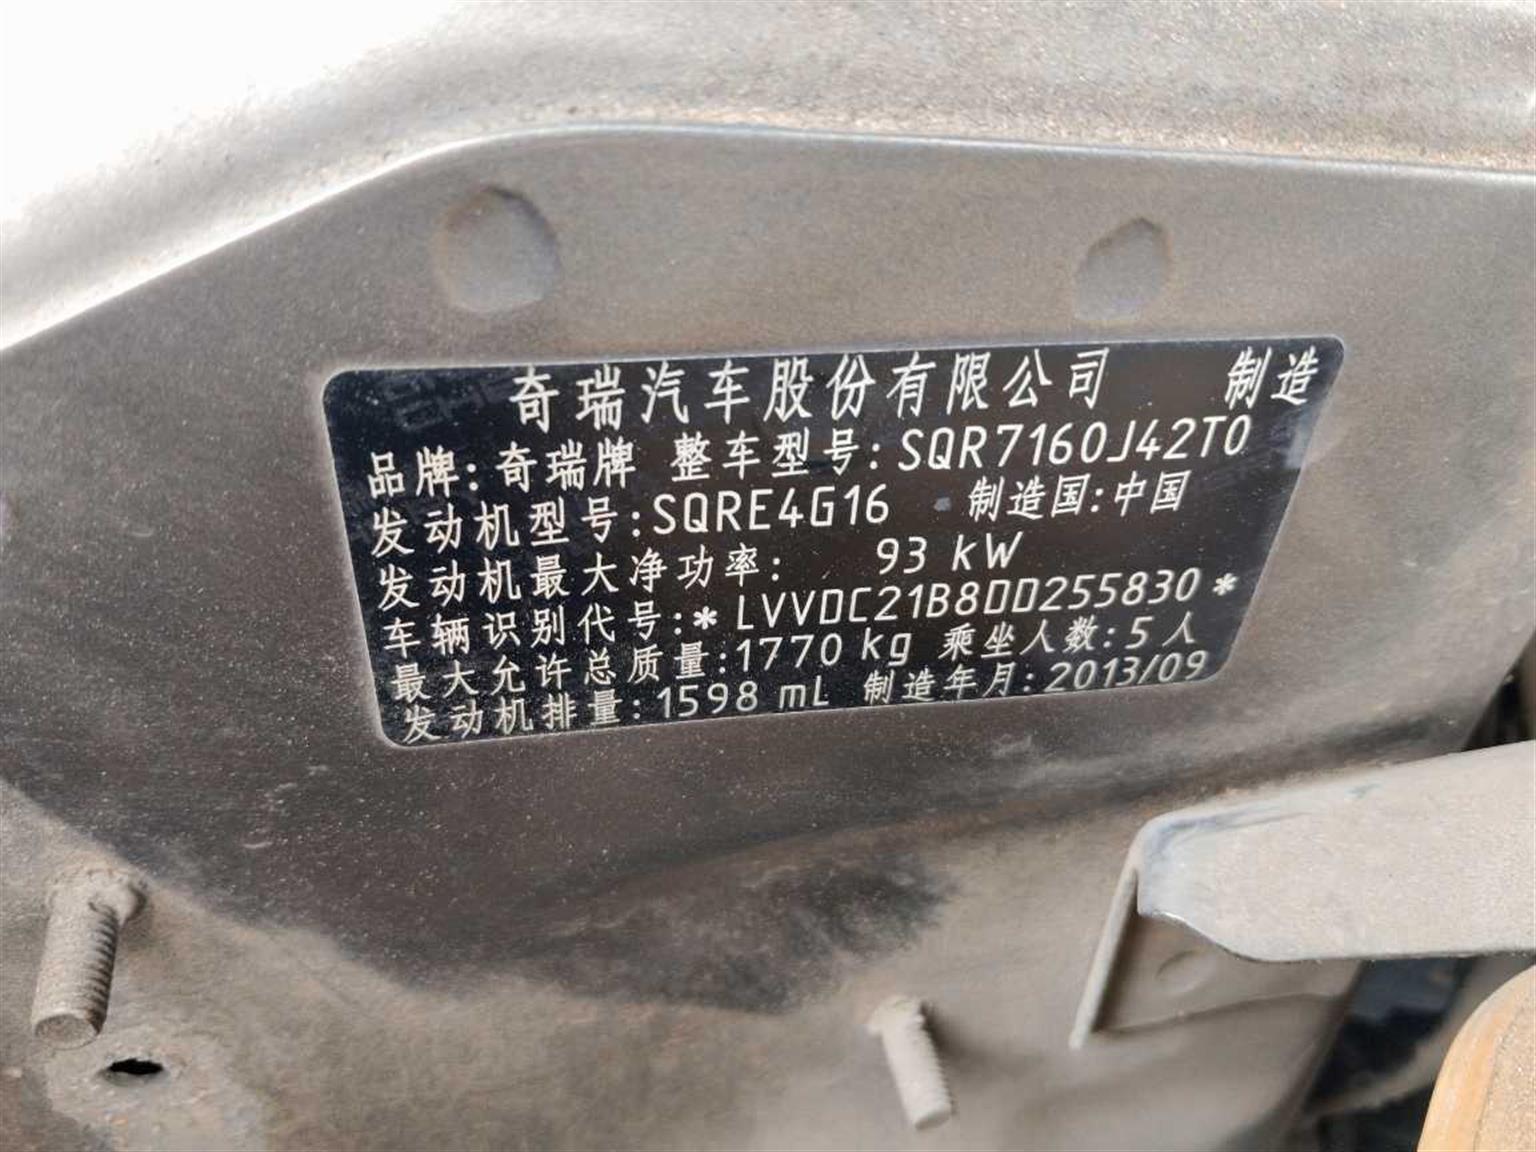 奇瑞汽车股份有限公司 制造
品牌:奇瑞牌 整车型号:SQR7160J42T0
发动机型号:SQRE4G16 制造国:中国
发动机最大净功率: 93 kW
车辆识别代号:*LVVDC21B8DD255830*
最大允许总质量:1770 kg 乘坐人数:5人
发动机排量:1598 mL 制造年月:2013/09